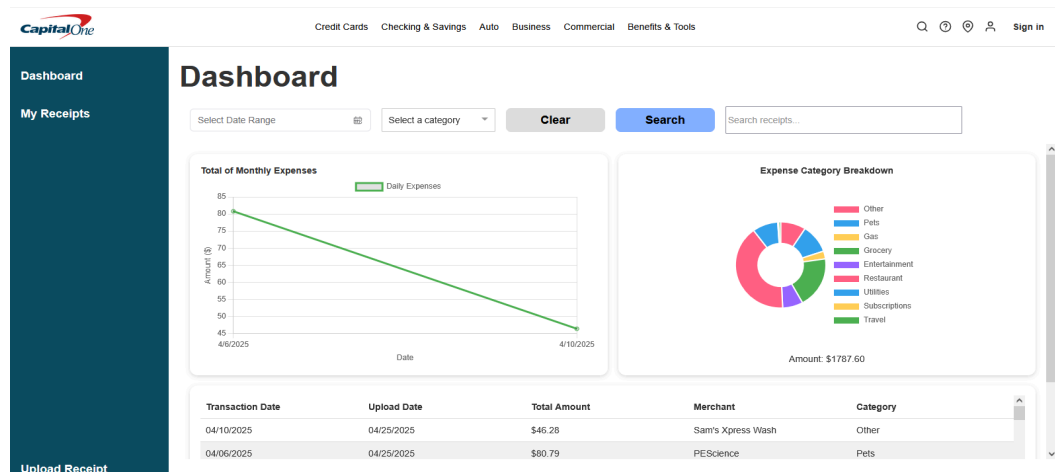 CapitalOne
Credit Cards Checking & Savings Auto Business Commercial Benefits & Tools
Sign in
Dashboard
My Receipts
Upload Receipt
Dashboard
Select Date Range
Select a category
Clear
Search
Search receipts...
Total of Monthly Expenses
Daily Expenses
85
80
75
70
65
60
55
50
45
Amount ($)
4/6/2025 4/10/2025
Date
Expense Category Breakdown
Other
Pets
Gas
Grocery
Entertainment
Restaurant
Utilities
Subscriptions
Travel
Amount: $1787.60
Transaction Date Upload Date Total Amount Merchant Category
04/10/2025 04/25/2025 $46.28 Sam's Xpress Wash Other
04/06/2025 04/25/2025 $80.79 PEScience Pets